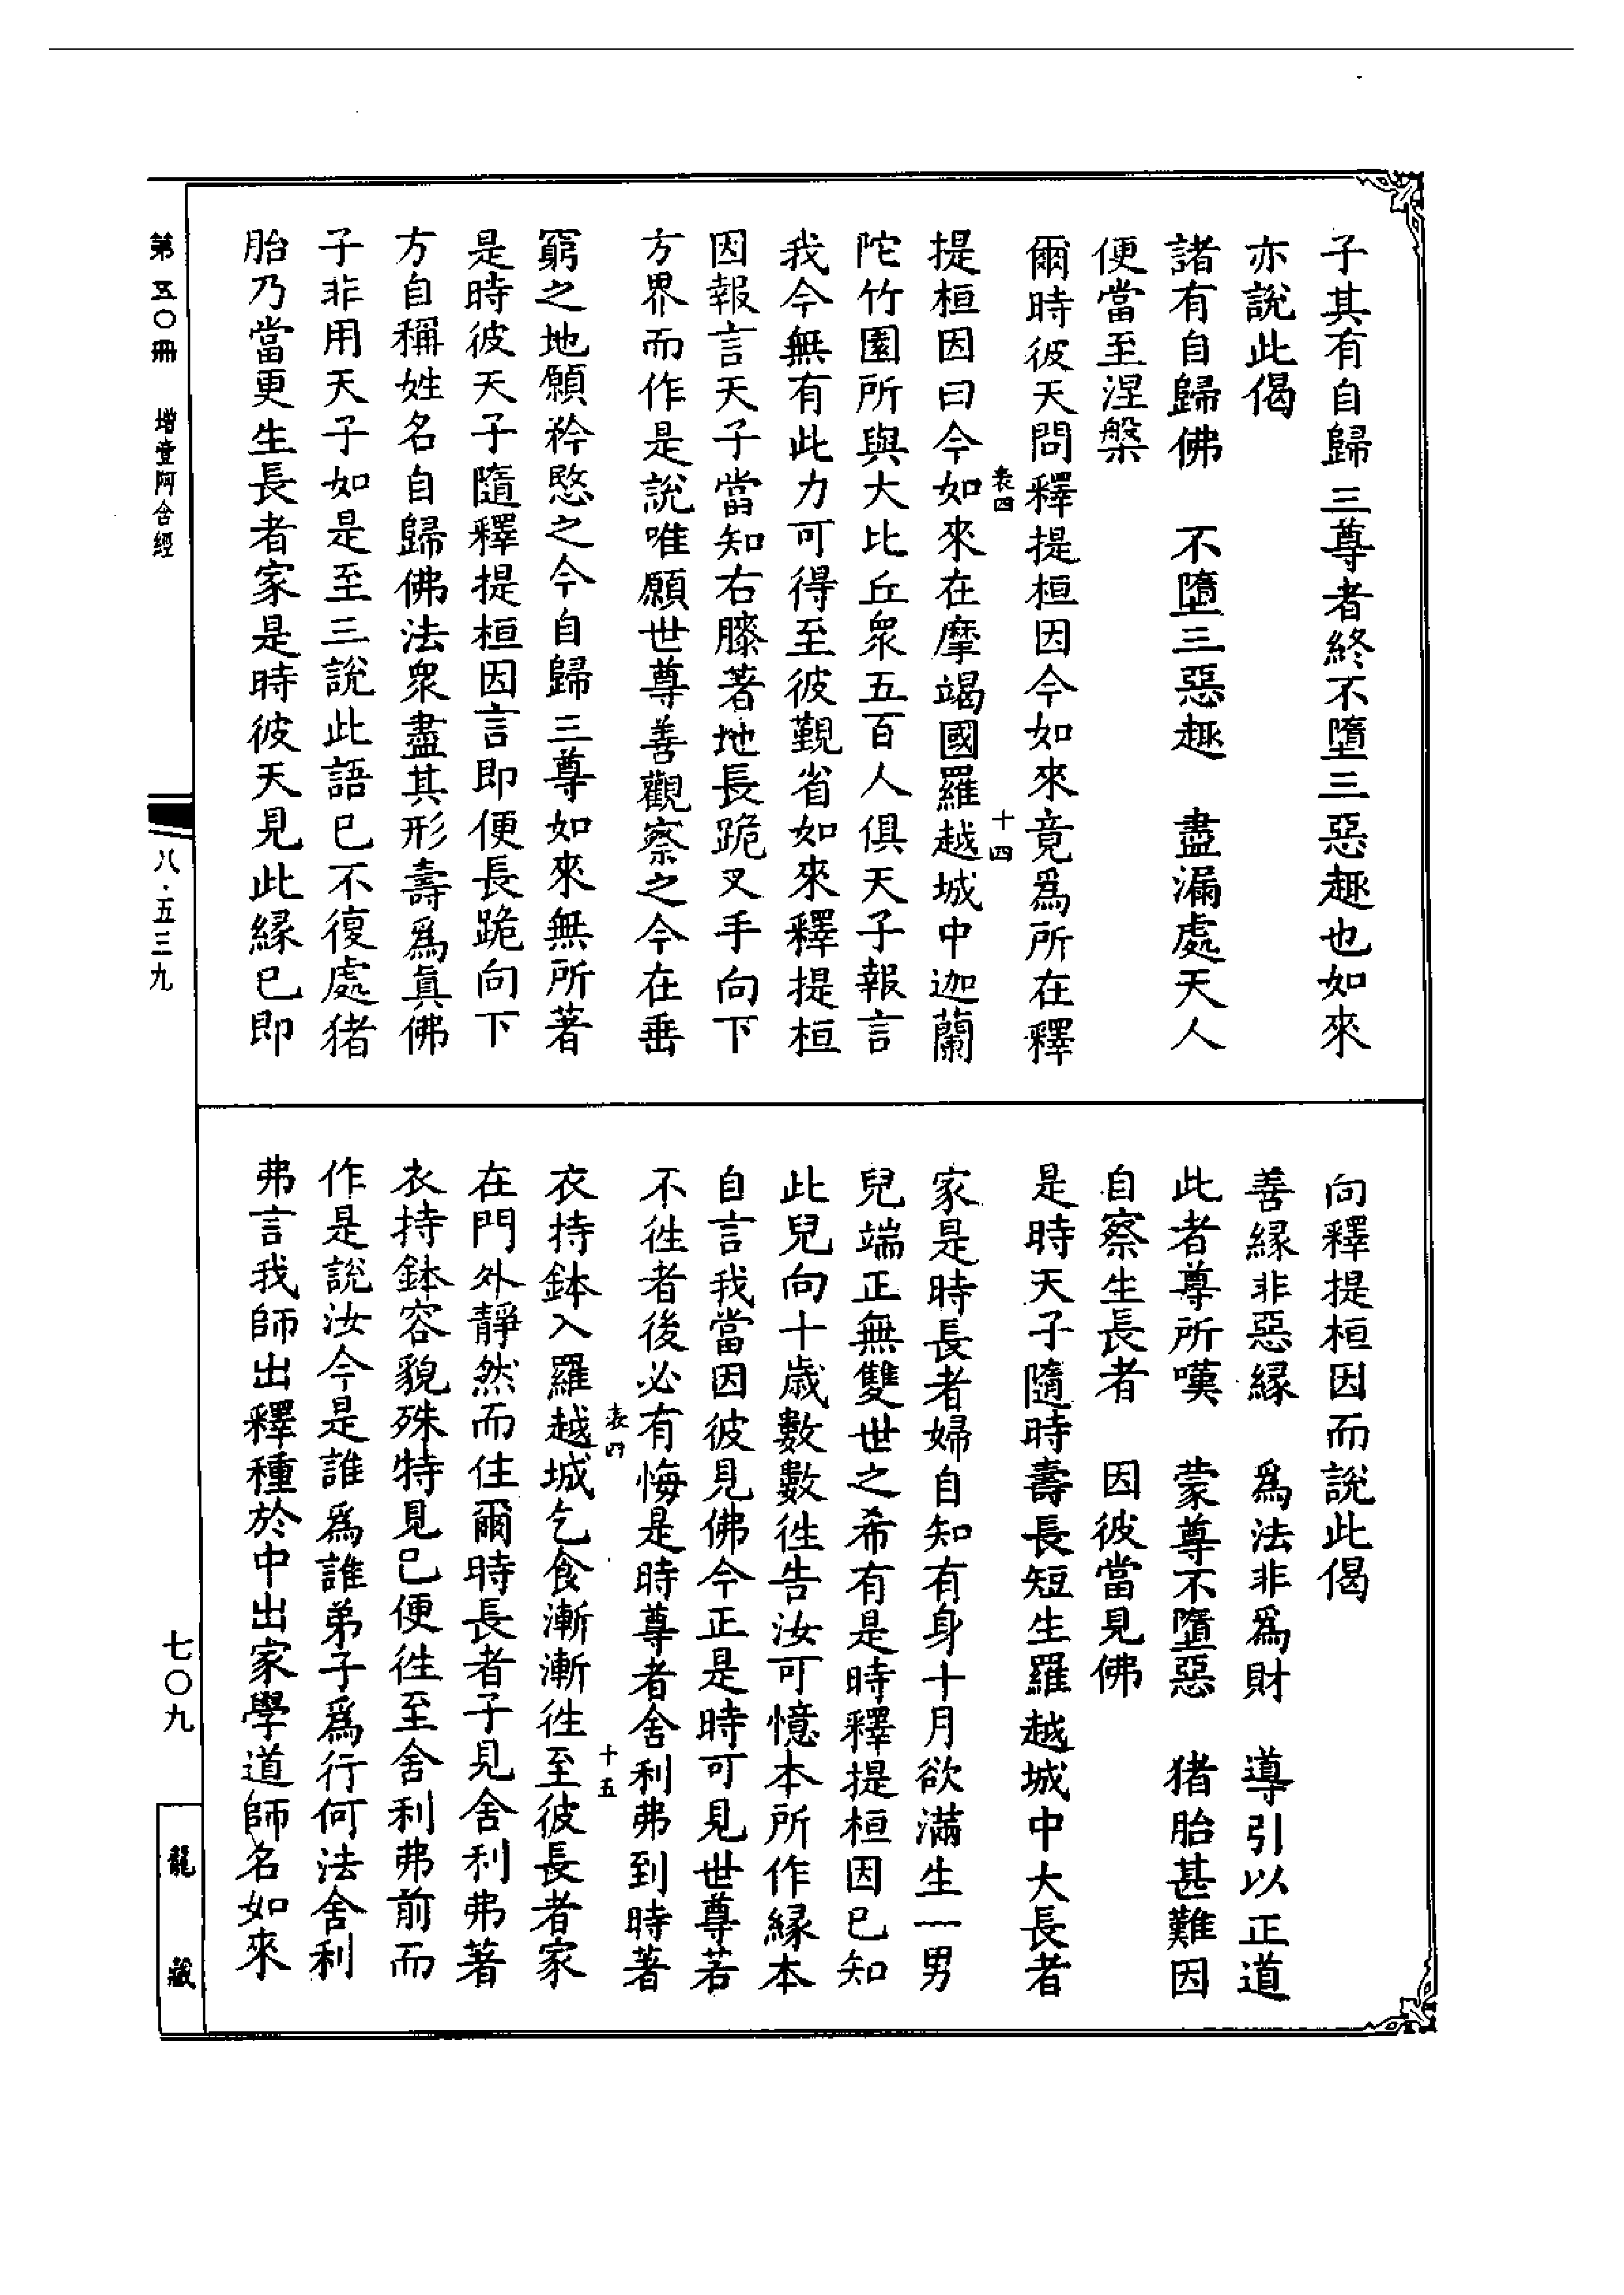 子其有自歸三尊者終不墮三惡趣也如來
亦說此偈
諸有自歸佛　不墮三惡趣　盡漏處天人
便當至涅槃
爾時彼天問釋提桓因今如來竟爲所在釋
提桓因曰今如來在摩竭國羅越城中迦蘭
陀竹園所與大比丘眾五百人俱天子報言
我今無有此力可得至彼覲省如來釋提桓
因報言天子當知右膝著地長跪叉手向下
方界而作是說唯願世尊善觀察之今在垂
窮之地願矜愍之今自歸三尊如來無所著
是時彼天子隨釋提桓因言即便長跪向下
方自稱姓名自歸佛法眾盡其形壽爲眞佛
子非用天子如是至三說此語已不復處猪
胎乃當更生長者家是時彼天見此緣已即
表四
十四
向釋提桓因而說此偈
善緣非惡緣　爲法非爲財　導引以正道
此者尊所嘆　蒙尊不墮惡　猪胎甚難因
自察生長者　因彼當見佛
是時天子隨時壽長短生羅越城中大長者
家是時長者婦自知有身十月欲滿生一男
兒端正無雙世之希有是時釋提桓因已知
此兒向十歲數數徃告汝可憶本所作緣本
自言我當因彼見佛今正是時可見世尊若
不徃者後必有悔是時尊者舍利弗到時著
衣持鉢入羅越城乞食漸漸徃至彼長者家
在門外靜然而住爾時長者子見舍利弗著
衣持鉢容貌殊特見已便徃至舍利弗前而
作是說汝今是誰爲誰弟子爲行何法舍利
弗言我師出釋種於中出家學道師名如來
表四
十五
第五〇冊　增壹阿含經
八·五三九
七〇九
龍藏